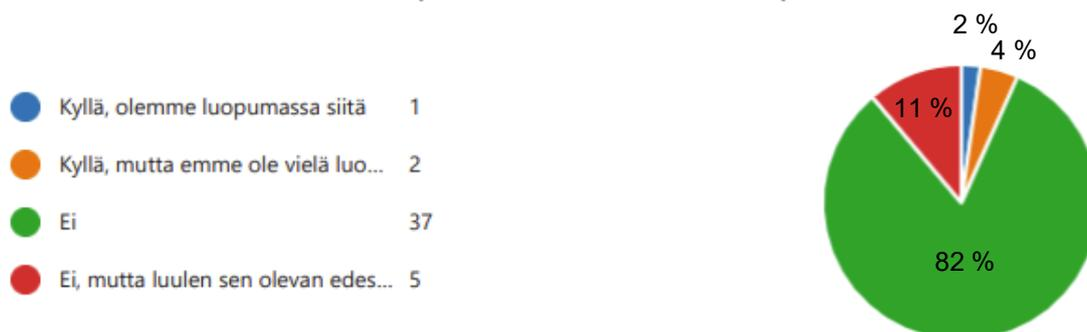 2 %
4 %
Kyllä, olemme luopumassa siitä 1
11 %
Kyllä, mutta emme ole vielä luo... 2
Ei 37
82 %
Ei, mutta luulen sen olevan edes... 5